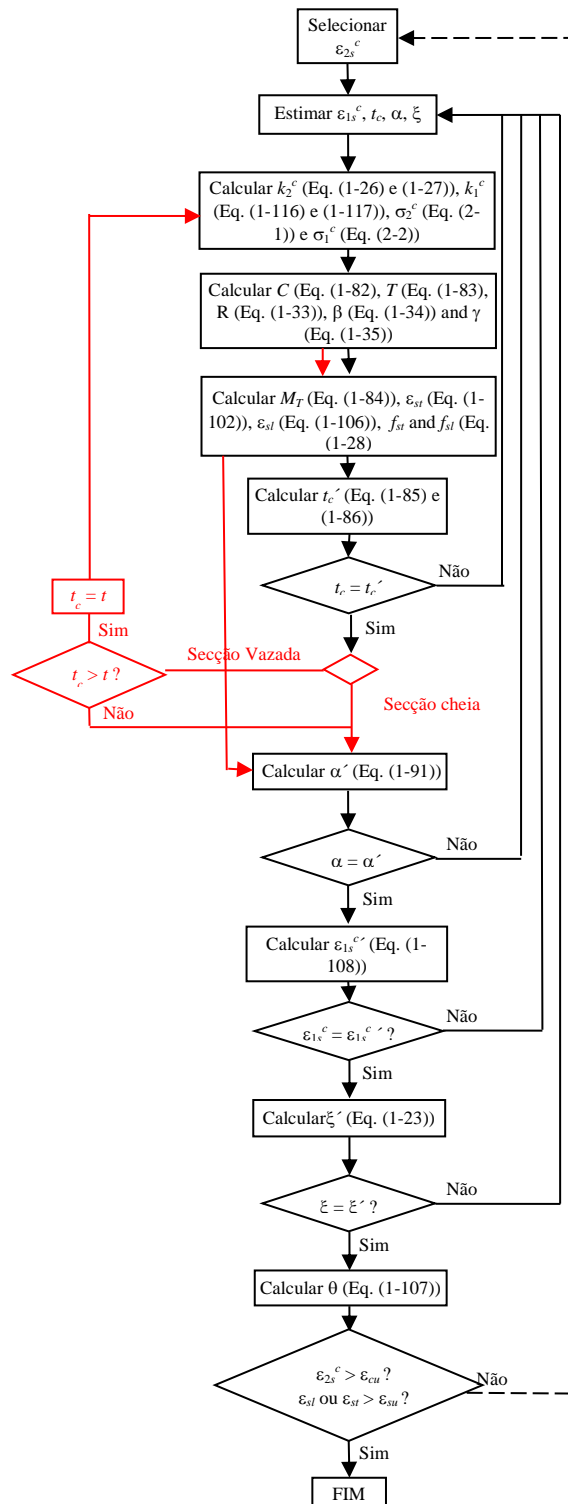 Selecionar
ε2s^c
Estimar ε1s^c, tc, α, ξ
Calcular k2^c (Eq. (1-26) e (1-27)), k1^c
(Eq. (1-116) e (1-117)), σ2^c (Eq. (2-
1)) e σ1^c (Eq. (2-2))
Calcular C (Eq. (1-82), T (Eq. (1-83),
R (Eq. (1-33)), β (Eq. (1-34)) and γ
(Eq. (1-35))
Calcular MT (Eq. (1-84)), εst (Eq. (1-
102)), εsl (Eq. (1-106)), fst and fsl (Eq.
(1-28)
Calcular tc´ (Eq. (1-85) e
(1-86))
tc = tc´
Não
Sim
tc = t
Sim
tc > t ?
Secção Vazada
Não
Secção cheia
Calcular α´ (Eq. (1-91))
α = α´
Não
Sim
Calcular ε1s^c´ (Eq. (1-
108))
ε1s^c = ε1s^c´ ?
Não
Sim
Calcularξ´ (Eq. (1-23))
ξ = ξ´ ?
Não
Sim
Calcular θ (Eq. (1-107))
ε2s^c > εcu ?
εsl ou εst > εsu ?
Não
Sim
FIM